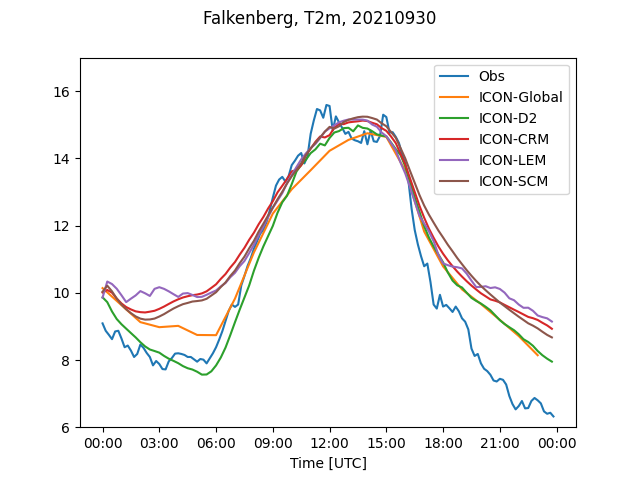 Falkenberg, T2m, 20210930
16
14
12
10
8
6
Obs
ICON-Global
ICON-D2
ICON-CRM
ICON-LEM
ICON-SCM
00:00 03:00 06:00 09:00 12:00 15:00 18:00 21:00 00:00
Time [UTC]